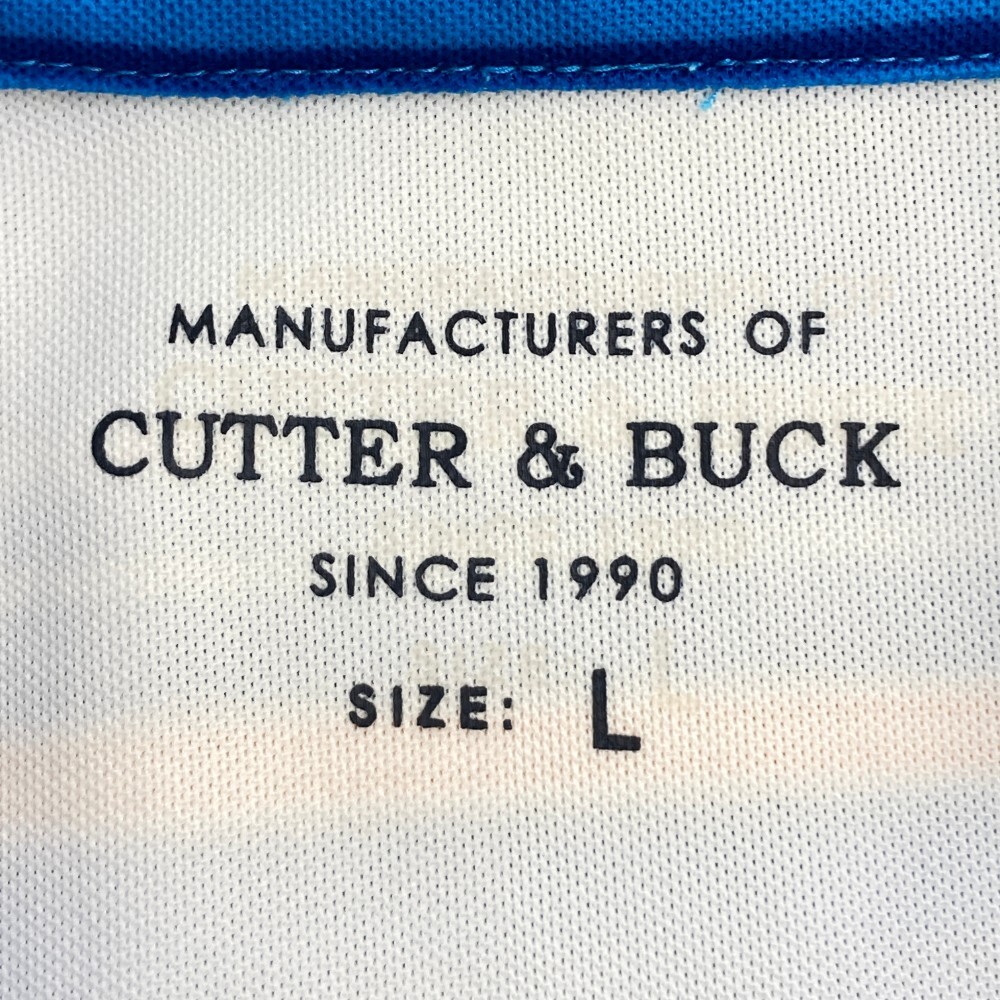 MANUFACTURERS OF
CUTTER & BUCK
SINCE 1990
SIZE: L